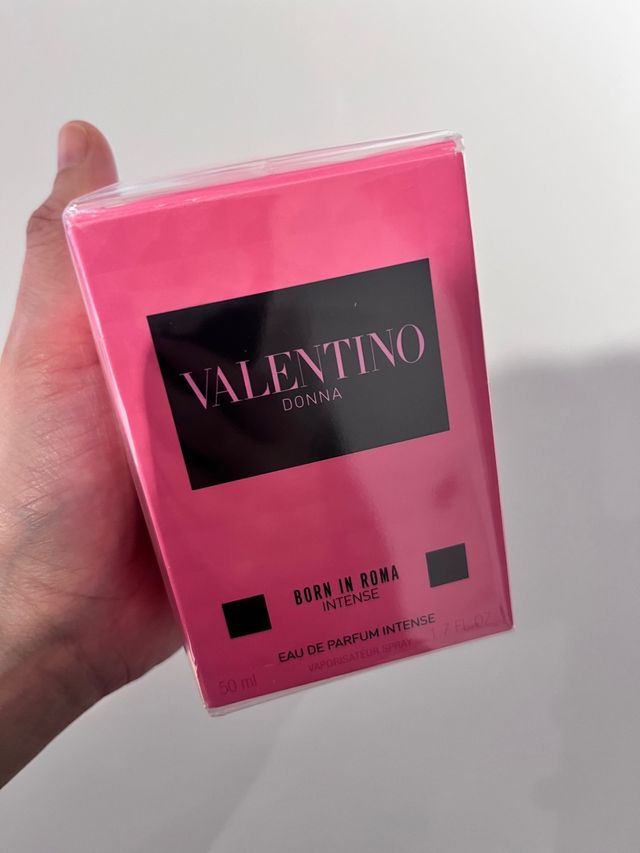 VALENTINO
DONNA
BORN IN ROMA
INTENSE
EAU DE PARFUM INTENSE
VAPORISATEUR SPRAY
50 ml 1.7 FL.OZ.